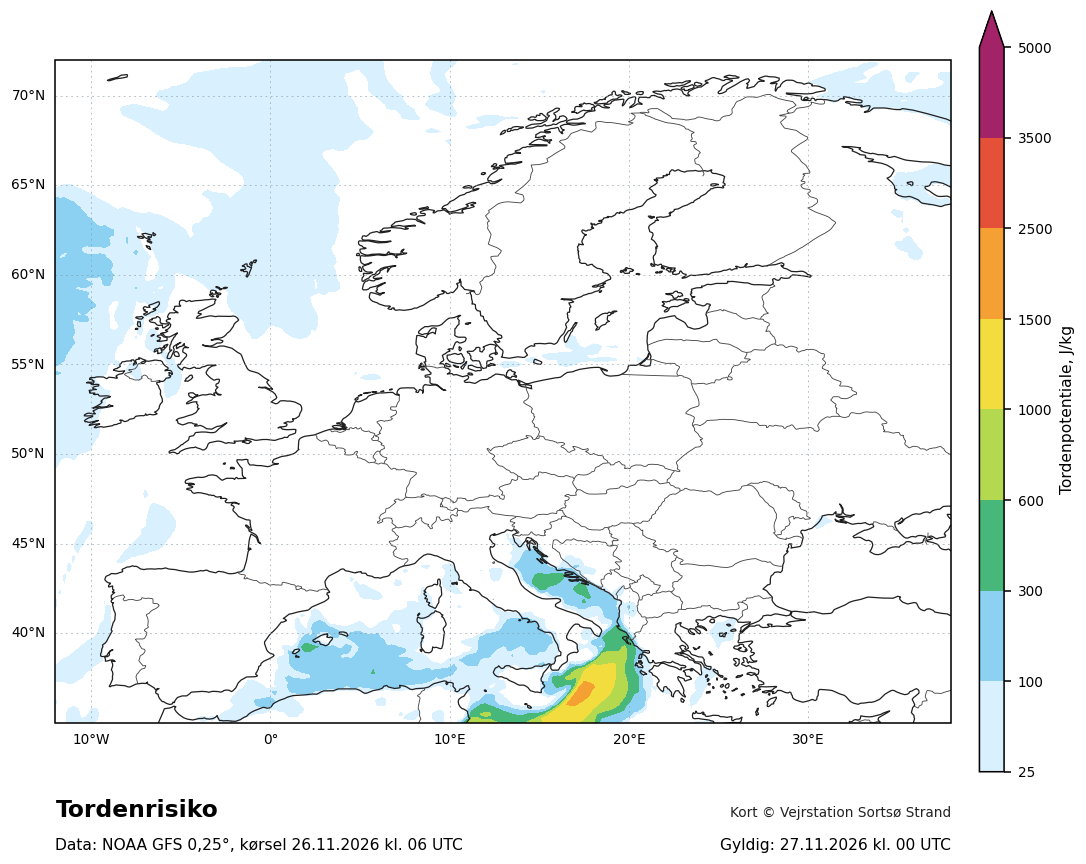 70°N
65°N
60°N
55°N
50°N
45°N
40°N
10°W
0°
10°E
20°E
30°E
5000
3500
2500
1500
1000
600
300
100
25
Tordenpotentiale, J/kg
Tordenrisiko
Kort © Vejrstation Sortsø Strand
Data: NOAA GFS 0,25°, kørsel 26.11.2026 kl. 06 UTC
Gyldig: 27.11.2026 kl. 00 UTC